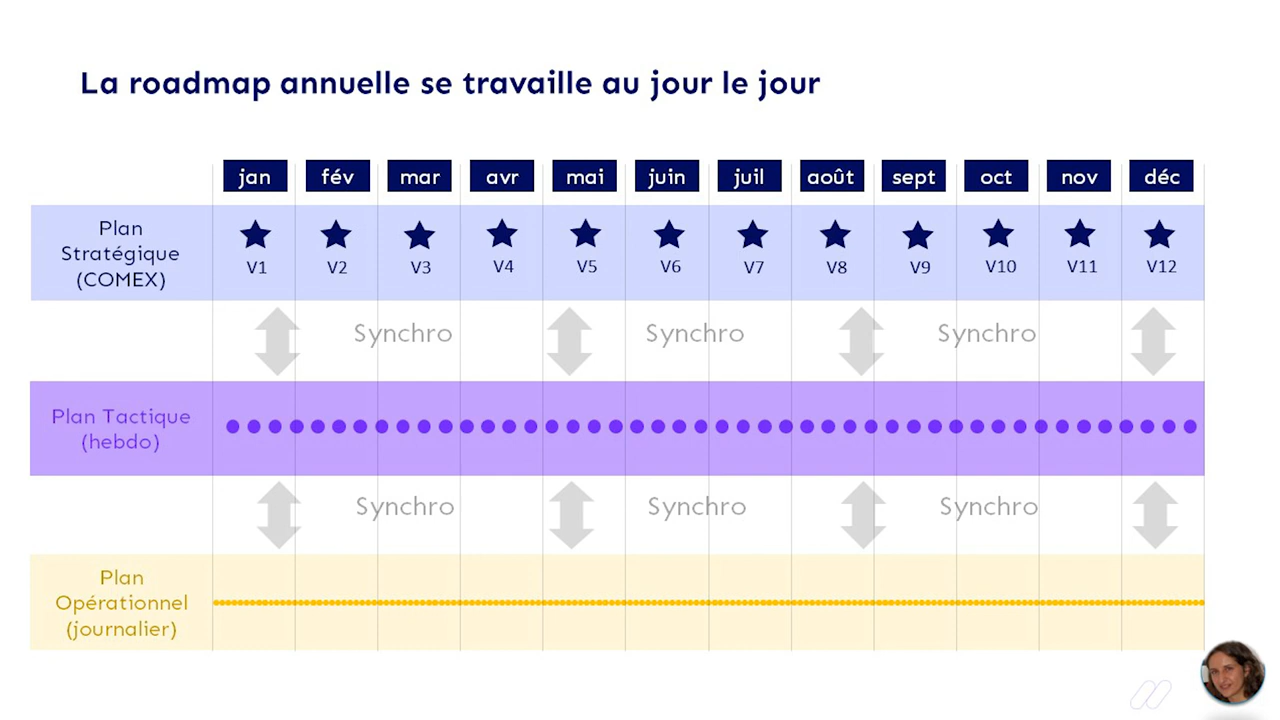 La roadmap annuelle se travaille au jour le jour
jan fév mar avr mai juin juil août sept oct nov déc
Plan
Stratégique
(COMEX)
V1 V2 V3 V4 V5 V6 V7 V8 V9 V10 V11 V12
Synchro Synchro Synchro
Plan Tactique
(hebdo)
Synchro Synchro Synchro
Plan
Opérationnel
(journalier)